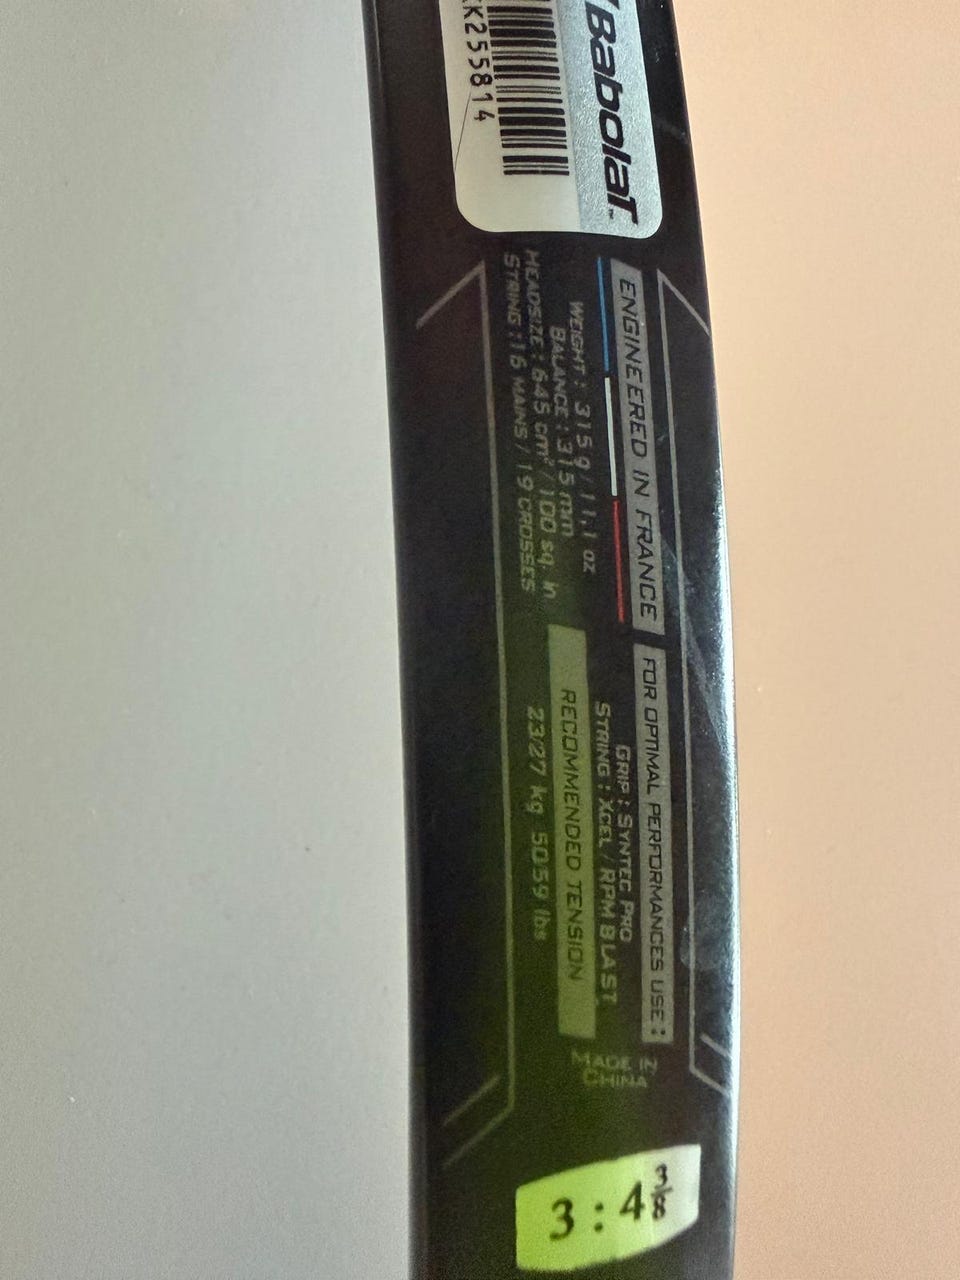 Babolat™
K255814
ENGINEERED IN FRANCE
WEIGHT : 315 g / 11.1 oz
BALANCE : 315 mm
HEADSIZE : 645 cm² / 100 sq. in
STRING : 16 MAINS / 19 CROSSES
FOR OPTIMAL PERFORMANCES USE :
GRIP : SYNTEC PRO
STRING : XCEL / RPM BLAST
RECOMMENDED TENSION
23/27 kg 50 59 lbs
MADE IN
CHINA
3 : 4 3/8